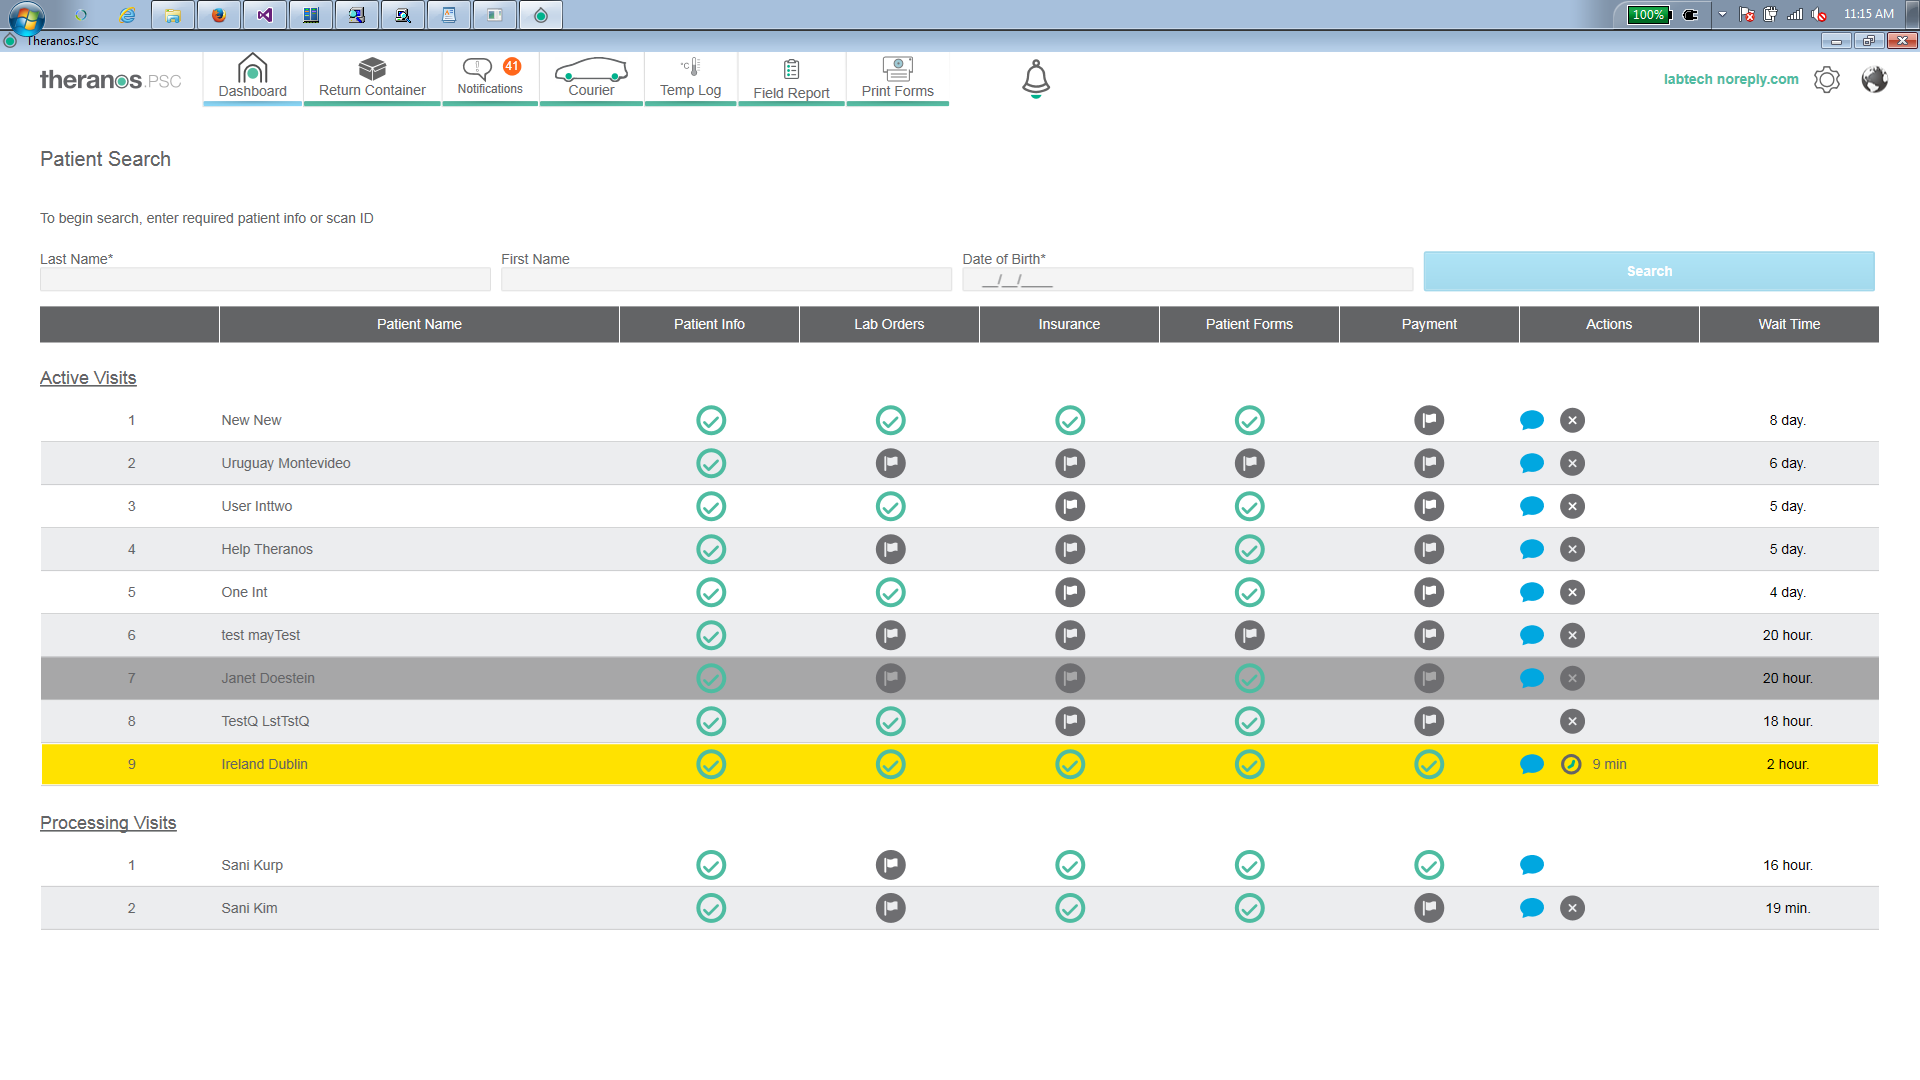 100%
11:15 AM
Theranos.PSC
theranos.PSC
Dashboard
Return Container
41
Notifications
Courier
°C
Temp Log
Field Report
Print Forms
labtech noreply.com
Patient Search
To begin search, enter required patient info or scan ID
Last Name*
First Name
Date of Birth*
__/__/____
Search
Patient Name Patient Info Lab Orders Insurance Patient Forms Payment Actions Wait Time
Active Visits
1 New New 8 day.
2 Uruguay Montevideo 6 day.
3 User Inttwo 5 day.
4 Help Theranos 5 day.
5 One Int 4 day.
6 test mayTest 20 hour.
7 Janet Doestein 20 hour.
8 TestQ LstTstQ 18 hour.
9 Ireland Dublin 9 min 2 hour.
Processing Visits
1 Sani Kurp 16 hour.
2 Sani Kim 19 min.